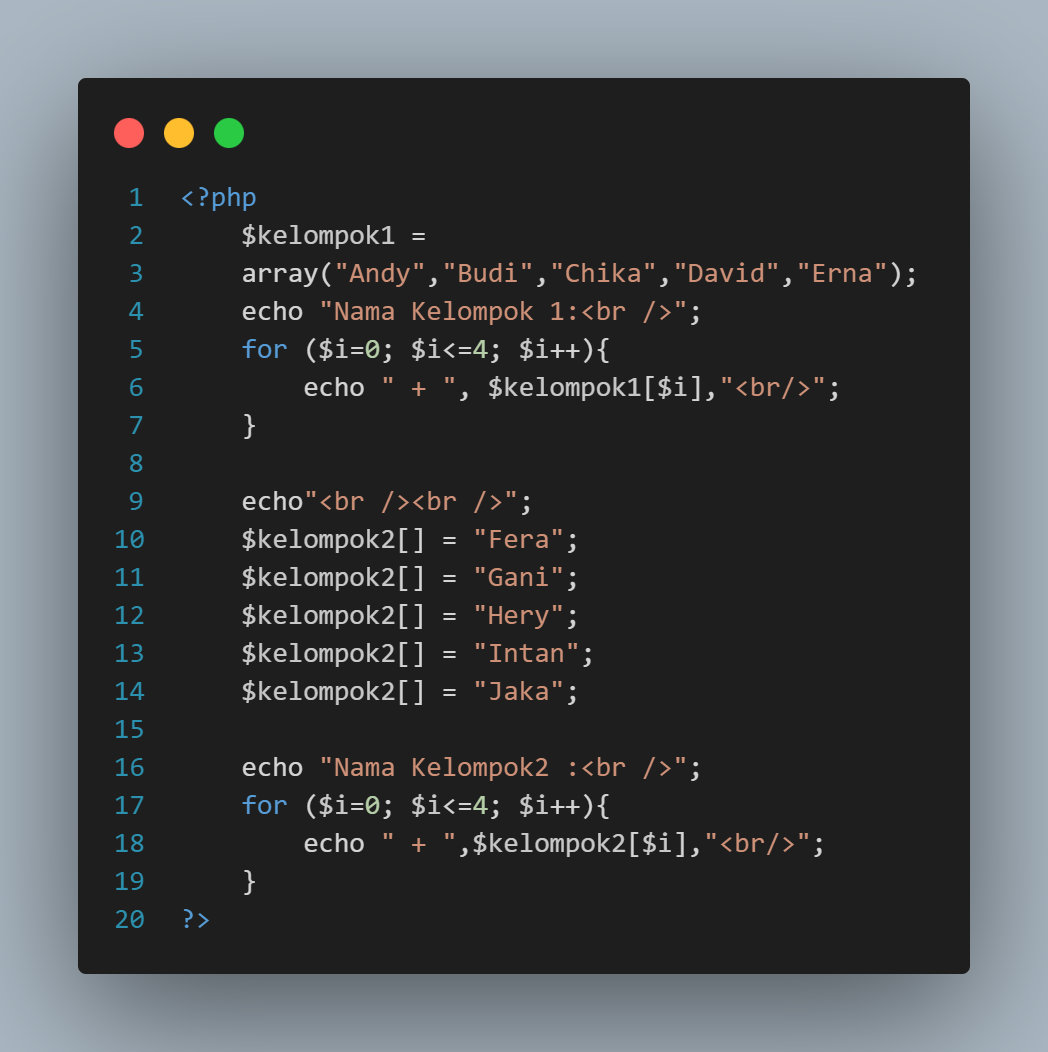 1 <?php
2     $kelompok1 =
3     array("Andy","Budi","Chika","David","Erna");
4     echo "Nama Kelompok 1:<br />";
5     for ($i=0; $i<=4; $i++){
6         echo " + ", $kelompok1[$i],"<br/>";
7     }
8
9     echo"<br /><br />";
10     $kelompok2[] = "Fera";
11     $kelompok2[] = "Gani";
12     $kelompok2[] = "Hery";
13     $kelompok2[] = "Intan";
14     $kelompok2[] = "Jaka";
15
16     echo "Nama Kelompok2 :<br />";
17     for ($i=0; $i<=4; $i++){
18         echo " + ",$kelompok2[$i],"<br/>";
19     }
20 ?>